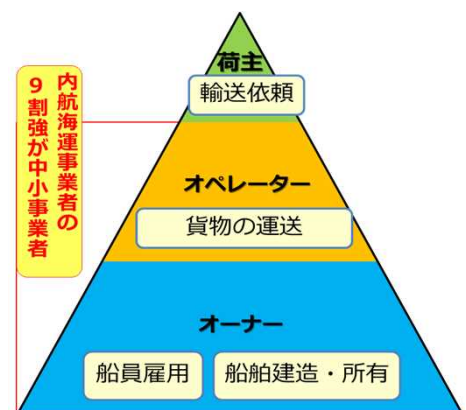 荷主
輸送依頼
内航海運事業者の
９割強が中小事業者
オペレーター
貨物の運送
オーナー
船員雇用
船舶建造・所有